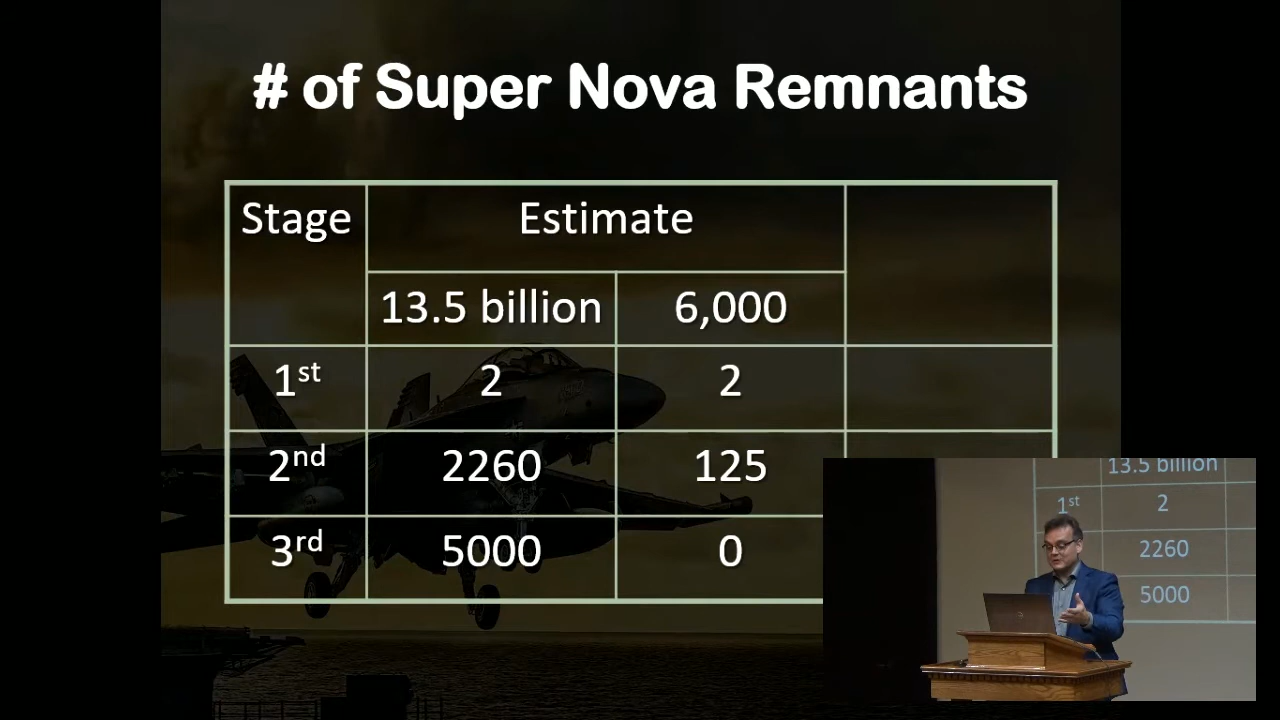 # of Super Nova Remnants
Stage Estimate
13.5 billion 6,000
1st 2 2
2nd 2260 125
3rd 5000 0
13.5 billion
1st 2
2260
5000